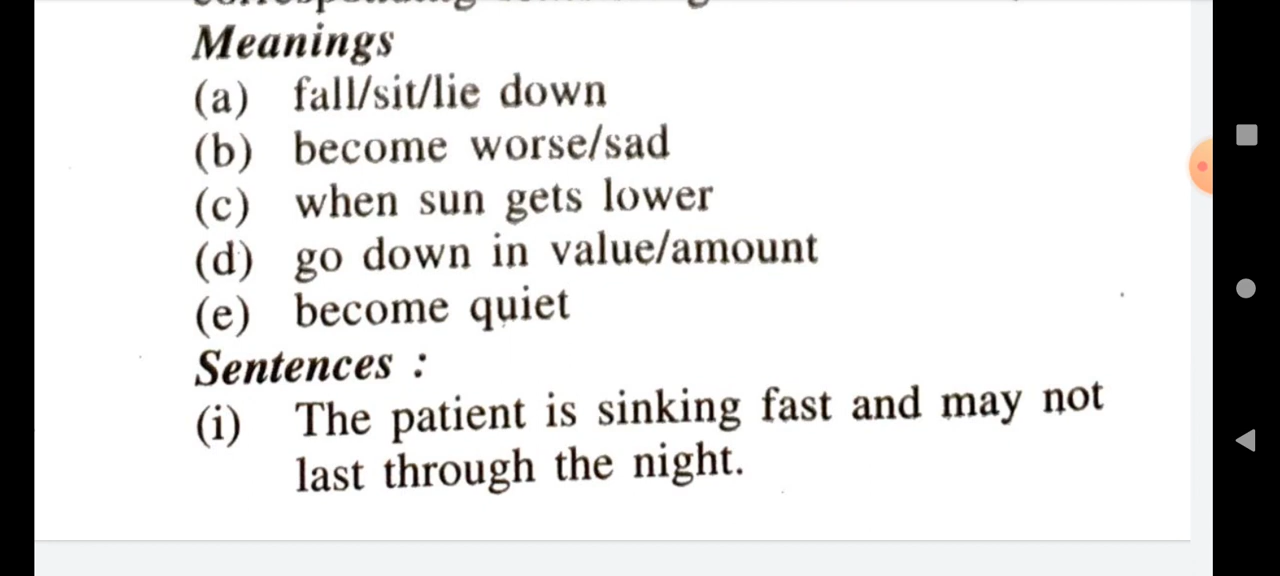 Meanings
(a) fall/sit/lie down
(b) become worse/sad
(c) when sun gets lower
(d) go down in value/amount
(e) become quiet
Sentences :
(i) The patient is sinking fast and may not
last through the night.